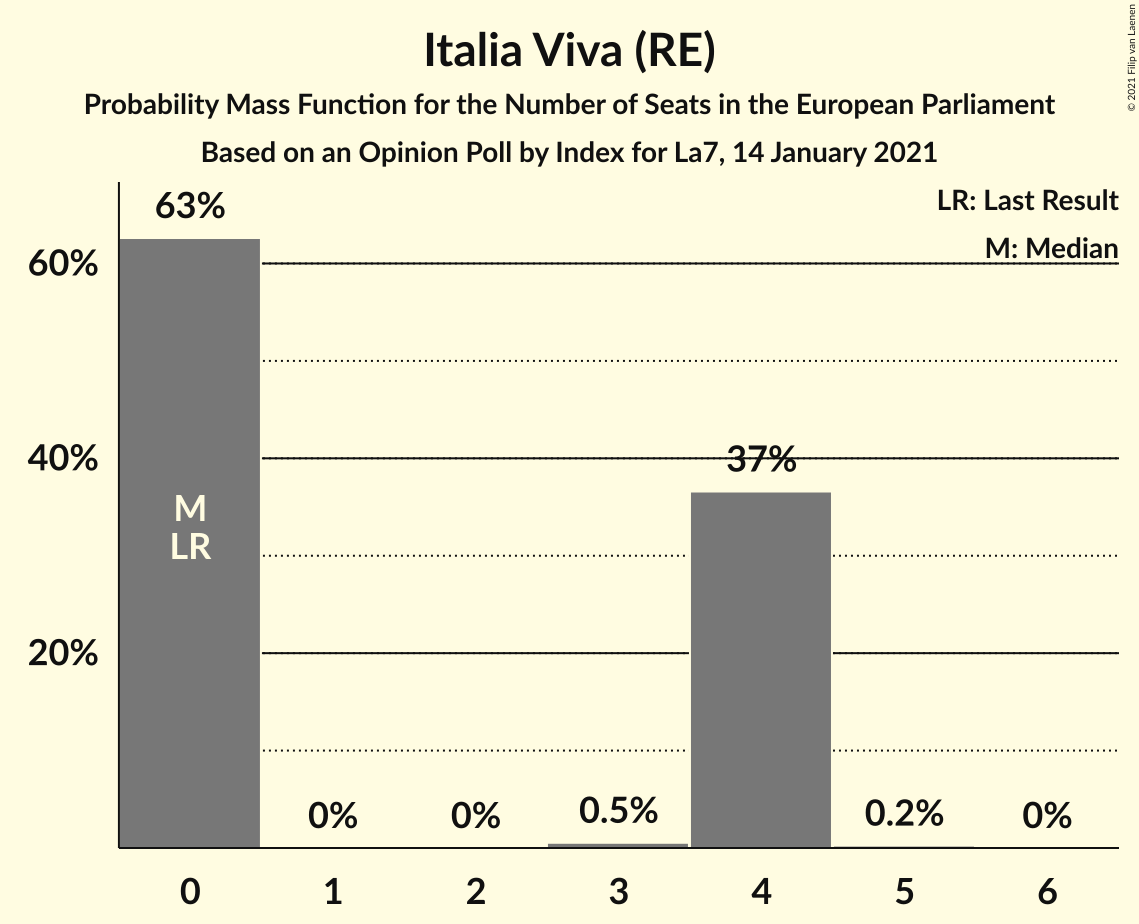 Italia Viva (RE)
Probability Mass Function for the Number of Seats in the European Parliament
Based on an Opinion Poll by Index for La7, 14 January 2021
© 2021 Filip van Laenen
LR: Last Result
M: Median
63%
60%
40%
37%
M
LR
20%
0%
0%
0.5%
0.2%
0%
0
1
2
3
4
5
6